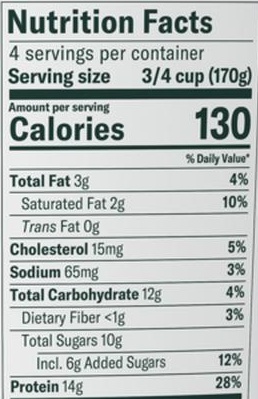 Nutrition Facts
4 servings per container
Serving size 3/4 cup (170g)
Amount per serving
Calories 130
% Daily Value*
Total Fat 3g 4%
Saturated Fat 2g 10%
Trans Fat 0g
Cholesterol 15mg 5%
Sodium 65mg 3%
Total Carbohydrate 12g 4%
Dietary Fiber <1g 3%
Total Sugars 10g
Incl. 6g Added Sugars 12%
Protein 14g 28%